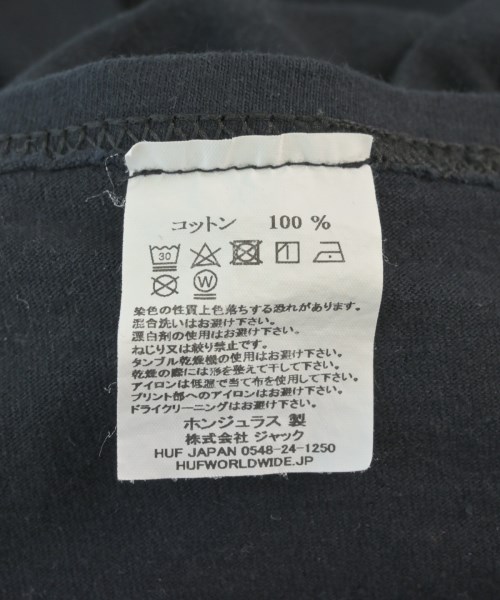 コットン 100 %
30
W
染色の性質上色落ちする恐れがあります。
混合洗いはお避け下さい。
漂白剤の使用はお避け下さい。
ねじり又は絞り禁止です。
タンブル乾燥機の使用はお避け下さい。
乾燥の際には形を整えて干して下さい。
アイロンは低温で当て布を使用して下さい。
プリント部へのアイロンはお避け下さい。
ドライクリーニングはお避け下さい。
ホンジュラス 製
株式会社 ジャック
HUF JAPAN 0548-24-1250
HUFWORLDWIDE.JP